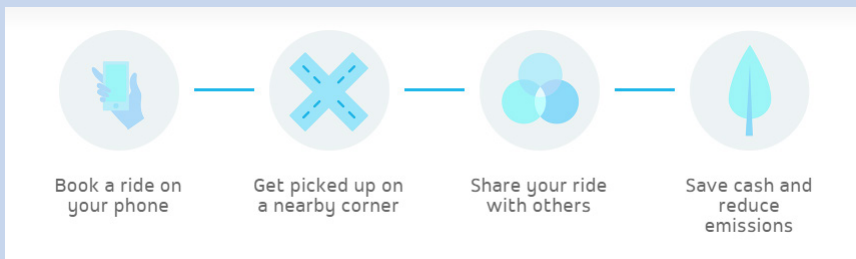 Book a ride on
your phone
Get picked up on
a nearby corner
Share your ride
with others
Save cash and
reduce
emissions